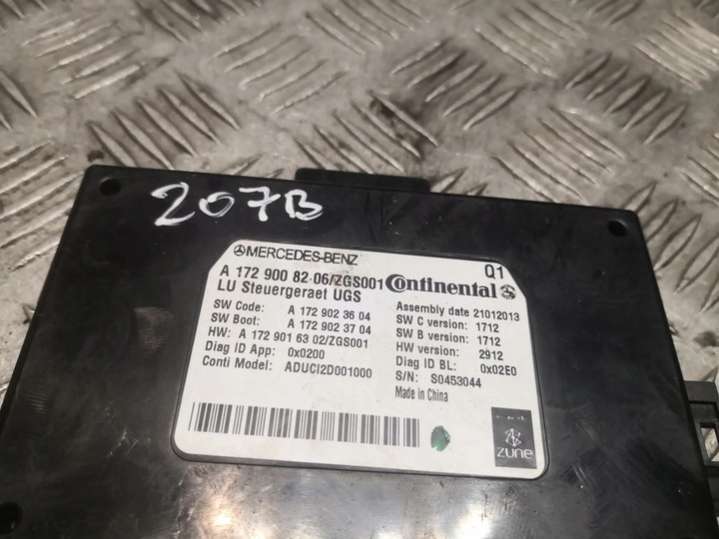 207B
MERCEDES-BENZ
Q1
A 172 900 82 06/ZGS001
Continental
LU Steuergeraet UGS
SW Code: A 172 902 36 04
SW Boot: A 172 902 37 04
HW: A 172 901 63 02/ZGS001
Diag ID App: 0x0200
Conti Model: ADUCI2D001000
Assembly date 21012013
SW C version: 1712
SW B version: 1712
HW version: 2912
Diag ID BL: 0x02E0
S/N: S0453044
Made in China
zune